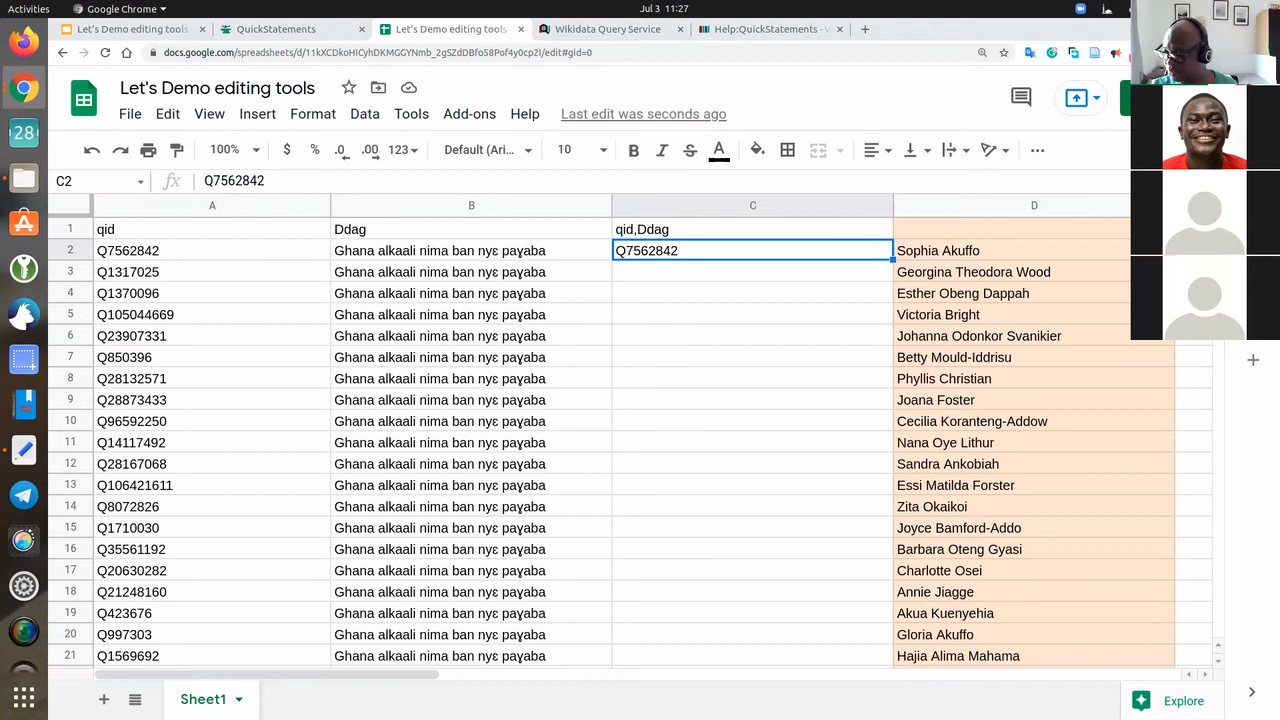 Activities Google Chrome Jul 3 11:27
Let's Demo editing tools QuickStatements Let's Demo editing tools Wikidata Query Service Help:QuickStatements - W
Let's Demo editing tools
File Edit View Insert Format Data Tools Add-ons Help Last edit was seconds ago
100% $ % .0 .00 123 Default (Ari... 10 B I S A
C2 fx Q7562842
A B C D
1 qid Ddag qid,Ddag
2 Q7562842 Ghana alkaali nima ban nyɛ paɣaba Q7562842 Sophia Akuffo
3 Q1317025 Ghana alkaali nima ban nyɛ paɣaba Georgina Theodora Wood
4 Q1370096 Ghana alkaali nima ban nyɛ paɣaba Esther Obeng Dappah
5 Q105044669 Ghana alkaali nima ban nyɛ paɣaba Victoria Bright
6 Q23907331 Ghana alkaali nima ban nyɛ paɣaba Johanna Odonkor Svanikier
7 Q850396 Ghana alkaali nima ban nyɛ paɣaba Betty Mould-Iddrisu
8 Q28132571 Ghana alkaali nima ban nyɛ paɣaba Phyllis Christian
9 Q28873433 Ghana alkaali nima ban nyɛ paɣaba Joana Foster
10 Q96592250 Ghana alkaali nima ban nyɛ paɣaba Cecilia Koranteng-Addow
11 Q14117492 Ghana alkaali nima ban nyɛ paɣaba Nana Oye Lithur
12 Q28167068 Ghana alkaali nima ban nyɛ paɣaba Sandra Ankobiah
13 Q106421611 Ghana alkaali nima ban nyɛ paɣaba Essi Matilda Forster
14 Q8072826 Ghana alkaali nima ban nyɛ paɣaba Zita Okaikoi
15 Q1710030 Ghana alkaali nima ban nyɛ paɣaba Joyce Bamford-Addo
16 Q35561192 Ghana alkaali nima ban nyɛ paɣaba Barbara Oteng Gyasi
17 Q20630282 Ghana alkaali nima ban nyɛ paɣaba Charlotte Osei
18 Q21248160 Ghana alkaali nima ban nyɛ paɣaba Annie Jiagge
19 Q423676 Ghana alkaali nima ban nyɛ paɣaba Akua Kuenyehia
20 Q997303 Ghana alkaali nima ban nyɛ paɣaba Gloria Akuffo
21 Q1569692 Ghana alkaali nima ban nyɛ paɣaba Hajia Alima Mahama
28
Sheet1 Explore